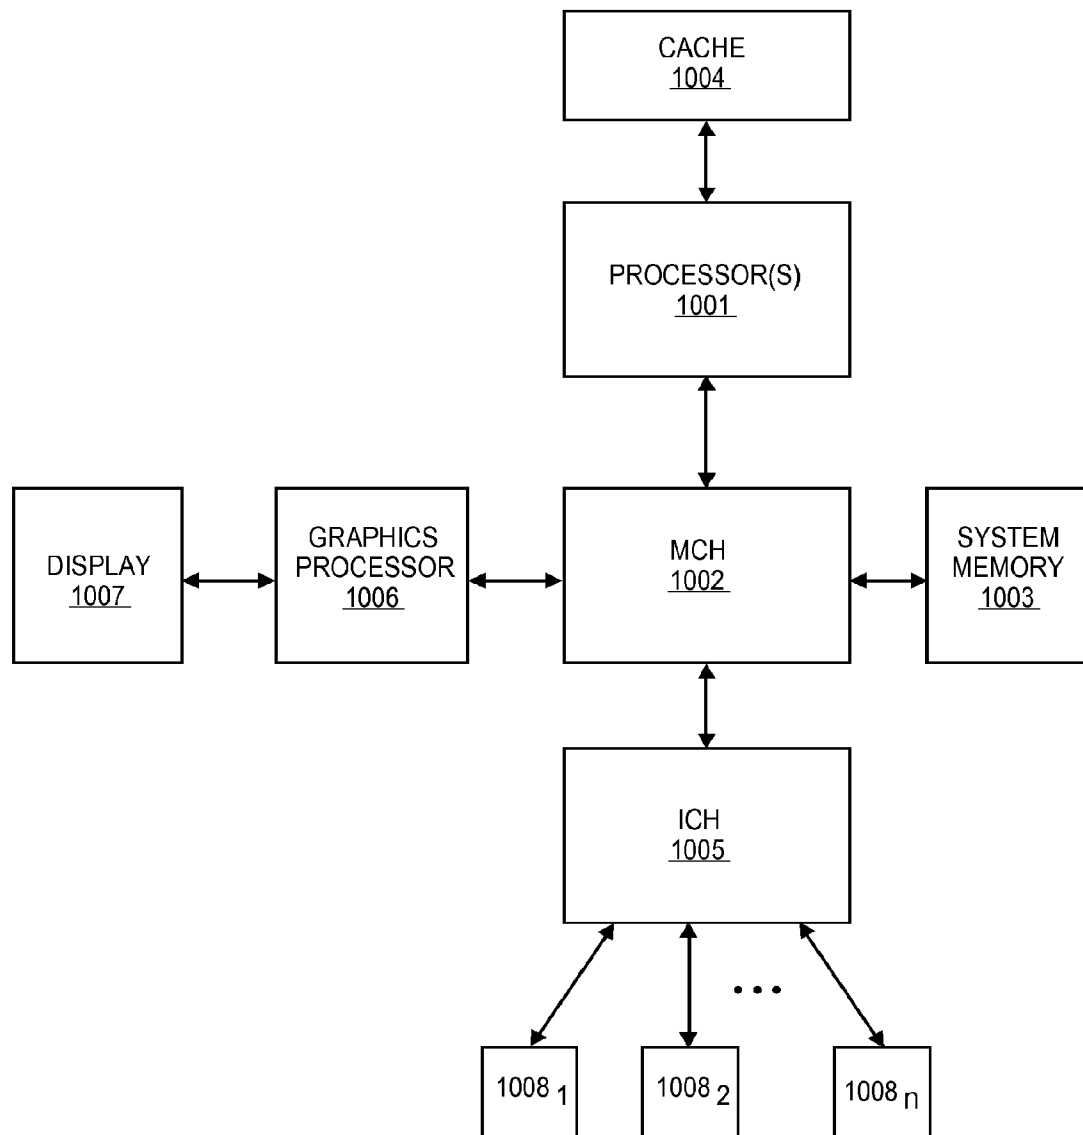 CACHE
1004
PROCESSOR(S)
1001
DISPLAY
1007
GRAPHICS
PROCESSOR
1006
MCH
1002
SYSTEM
MEMORY
1003
ICH
1005
1008 1
1008 2
1008 n